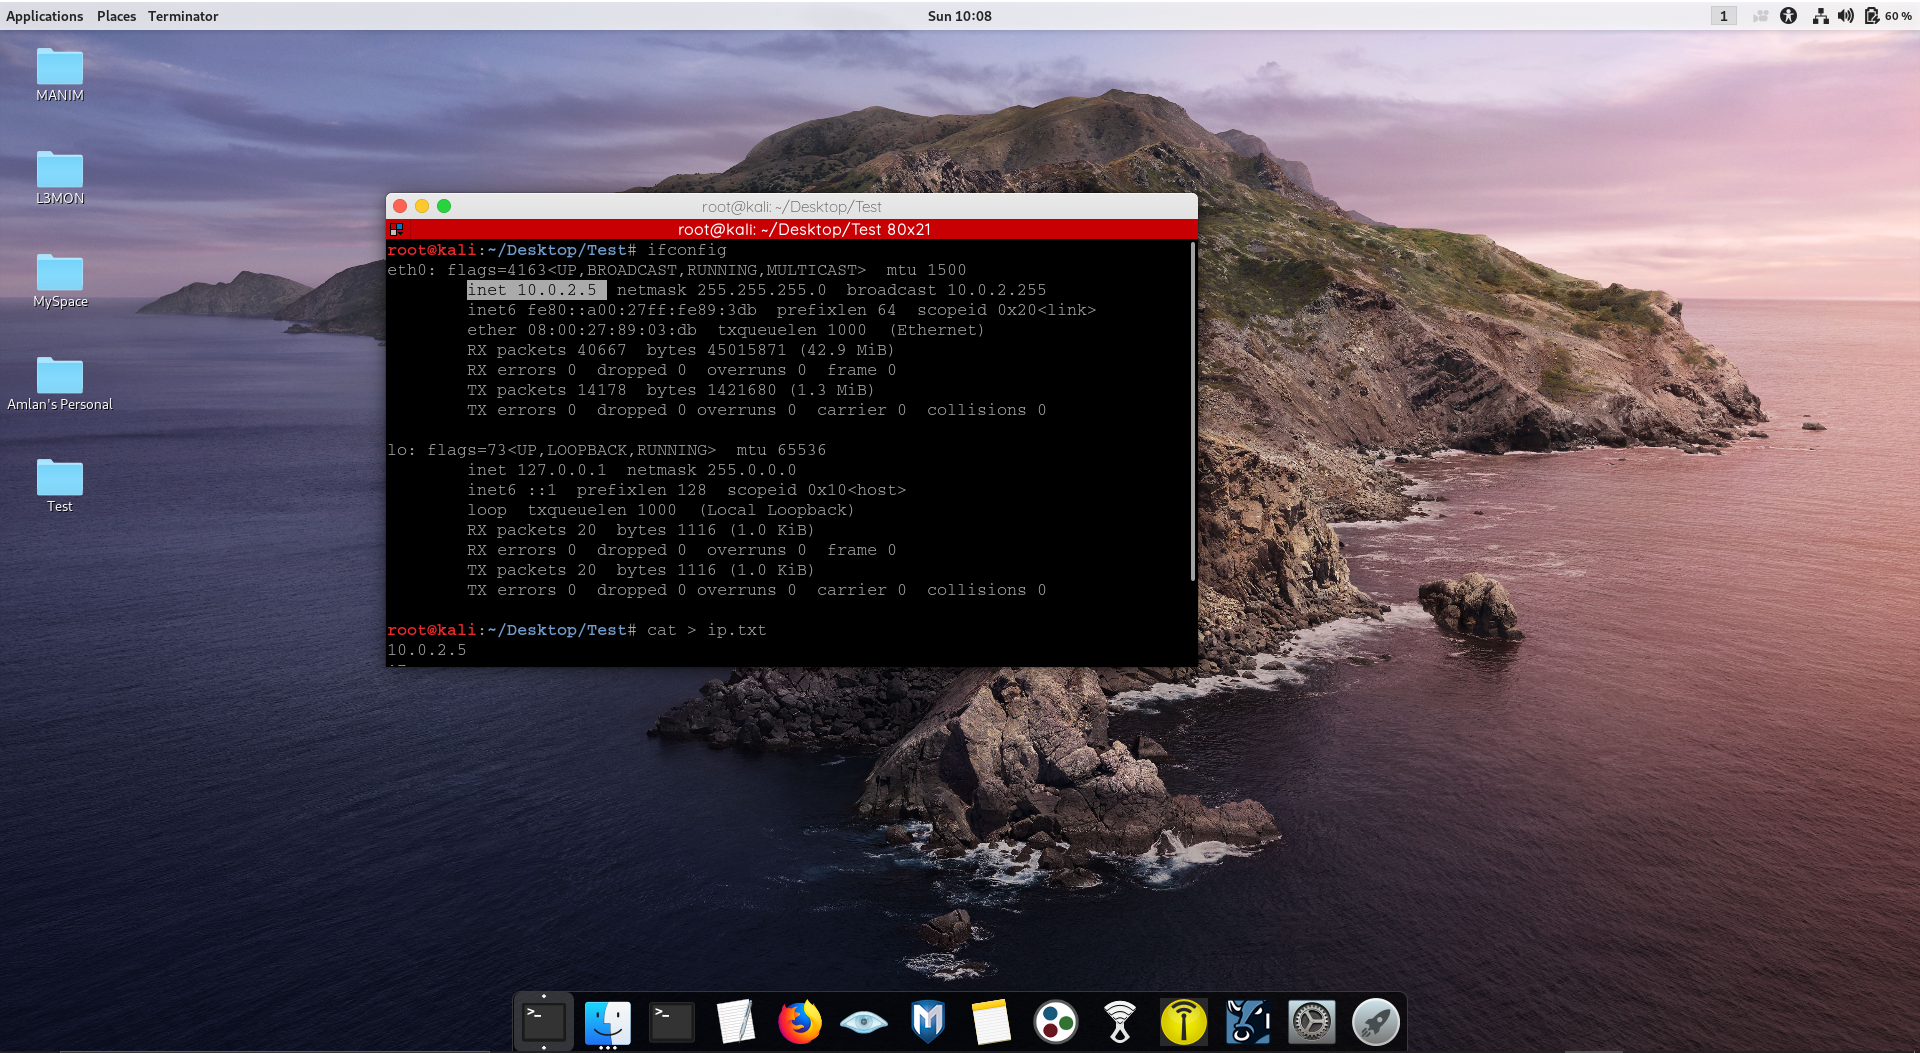 Applications Places Terminator
Sun 10:08
1
60 %
MANIM
L3MON
MySpace
Amlan's Personal
Test
root@kali: ~/Desktop/Test
root@kali: ~/Desktop/Test 80x21
root@kali:~/Desktop/Test# ifconfig
eth0: flags=4163<UP,BROADCAST,RUNNING,MULTICAST>  mtu 1500
        inet 10.0.2.5  netmask 255.255.255.0  broadcast 10.0.2.255
        inet6 fe80::a00:27ff:fe89:3db  prefixlen 64  scopeid 0x20<link>
        ether 08:00:27:89:03:db  txqueuelen 1000  (Ethernet)
        RX packets 40667  bytes 45015871 (42.9 MiB)
        RX errors 0  dropped 0  overruns 0  frame 0
        TX packets 14178  bytes 1421680 (1.3 MiB)
        TX errors 0  dropped 0 overruns 0  carrier 0  collisions 0
lo: flags=73<UP,LOOPBACK,RUNNING>  mtu 65536
        inet 127.0.0.1  netmask 255.0.0.0
        inet6 ::1  prefixlen 128  scopeid 0x10<host>
        loop  txqueuelen 1000  (Local Loopback)
        RX packets 20  bytes 1116 (1.0 KiB)
        RX errors 0  dropped 0  overruns 0  frame 0
        TX packets 20  bytes 1116 (1.0 KiB)
        TX errors 0  dropped 0 overruns 0  carrier 0  collisions 0
root@kali:~/Desktop/Test# cat > ip.txt
10.0.2.5